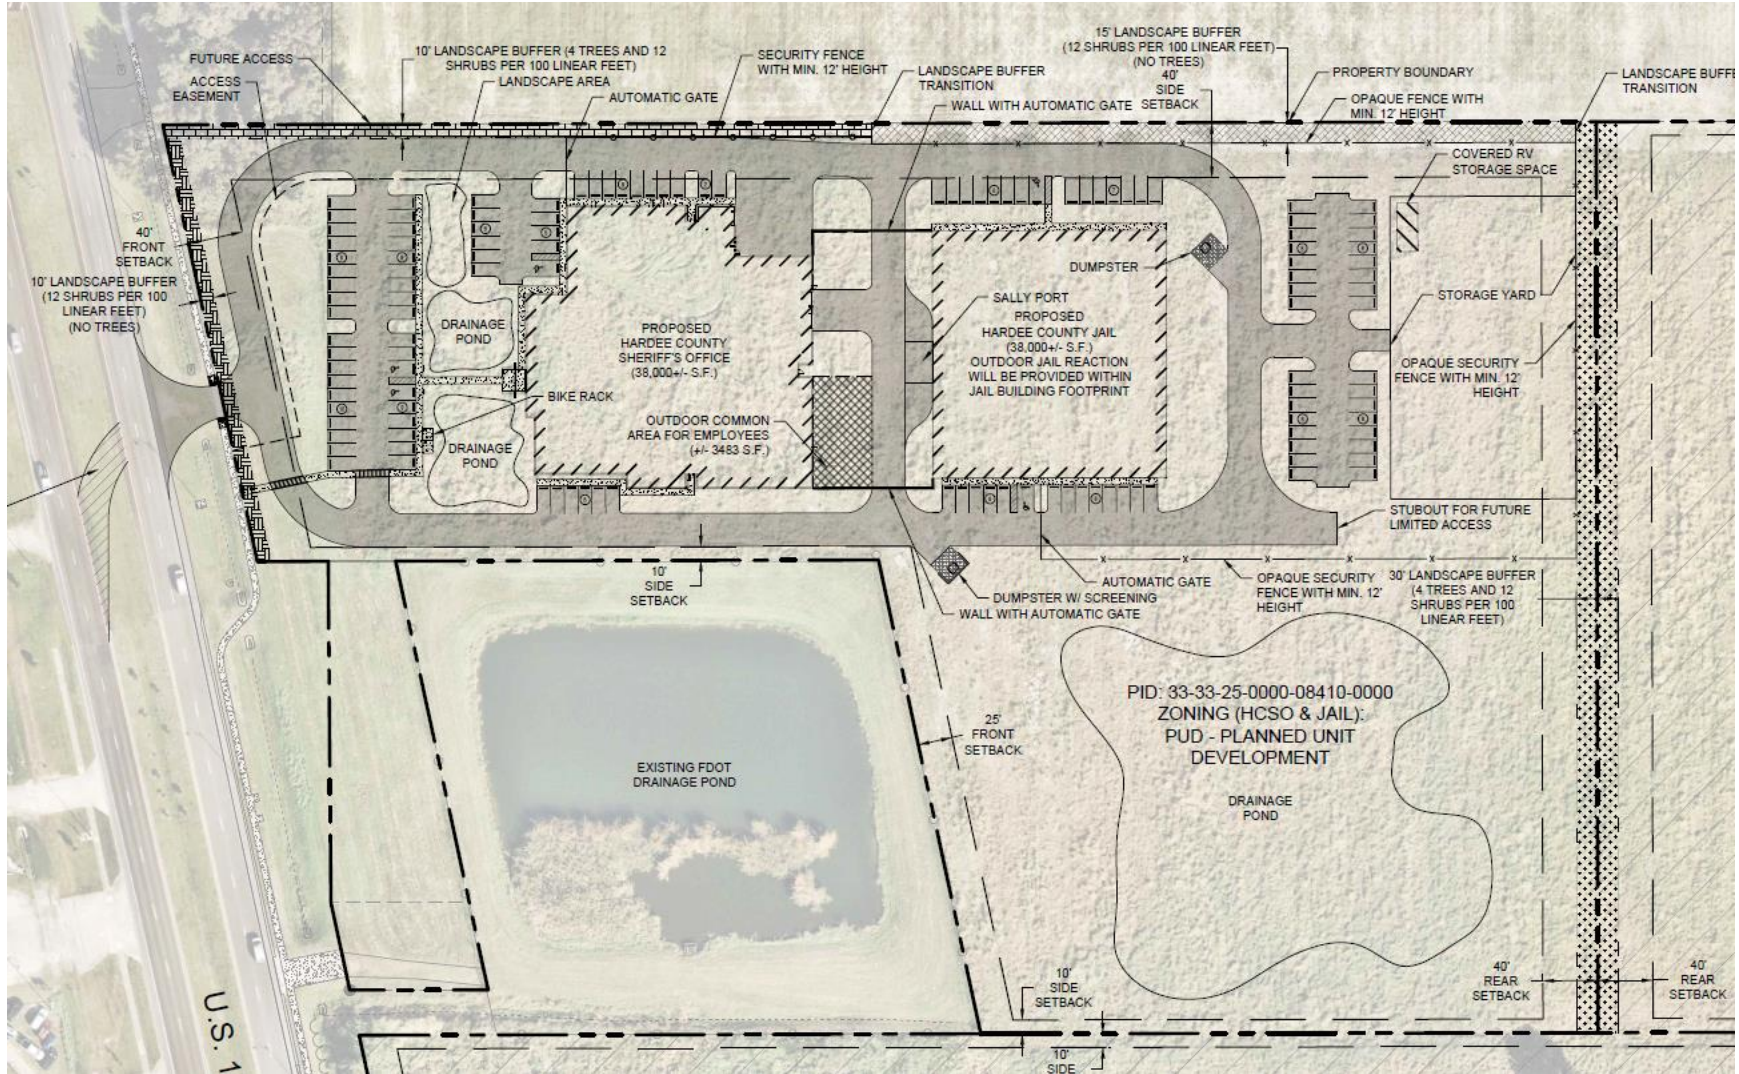 FUTURE ACCESS
ACCESS
EASEMENT
10' LANDSCAPE BUFFER (4 TREES AND 12
SHRUBS PER 100 LINEAR FEET)
LANDSCAPE AREA
AUTOMATIC GATE
SECURITY FENCE
WITH MIN. 12' HEIGHT
LANDSCAPE BUFFER
TRANSITION
WALL WITH AUTOMATIC GATE
15' LANDSCAPE BUFFER
(12 SHRUBS PER 100 LINEAR FEET)
(NO TREES)
40'
SIDE
SETBACK
PROPERTY BOUNDARY
OPAQUE FENCE WITH
MIN. 12' HEIGHT
LANDSCAPE BUFFE
TRANSITION
COVERED RV
STORAGE SPACE
40'
FRONT
SETBACK
10' LANDSCAPE BUFFER
(12 SHRUBS PER 100
LINEAR FEET)
(NO TREES)
DRAINAGE
POND
PROPOSED
HARDEE COUNTY
SHERIFF'S OFFICE
(38,000+/- S.F.)
SALLY PORT
PROPOSED
HARDEE COUNTY JAIL
(38,000+/- S.F.)
OUTDOOR JAIL REACTION
WILL BE PROVIDED WITHIN
JAIL BUILDING FOOTPRINT
DUMPSTER
STORAGE YARD
OPAQUE SECURITY
FENCE WITH MIN. 12'
HEIGHT
BIKE RACK
OUTDOOR COMMON
AREA FOR EMPLOYEES
(+/- 3483 S.F.)
DRAINAGE
POND
STUBOUT FOR FUTURE
LIMITED ACCESS
10'
SIDE
SETBACK
AUTOMATIC GATE
DUMPSTER W/ SCREENING
WALL WITH AUTOMATIC GATE
OPAQUE SECURITY
FENCE WITH MIN. 12'
HEIGHT
30' LANDSCAPE BUFFER
(4 TREES AND 12
SHRUBS PER 100
LINEAR FEET)
PID: 33-33-25-0000-08410-0000
ZONING (HCSO & JAIL):
PUD - PLANNED UNIT
DEVELOPMENT
25'
FRONT
SETBACK
EXISTING FDOT
DRAINAGE POND
DRAINAGE
POND
10'
SIDE
SETBACK
40'
REAR
SETBACK
40'
REAR
SETBACK
U.S. 1
10'
SIDE